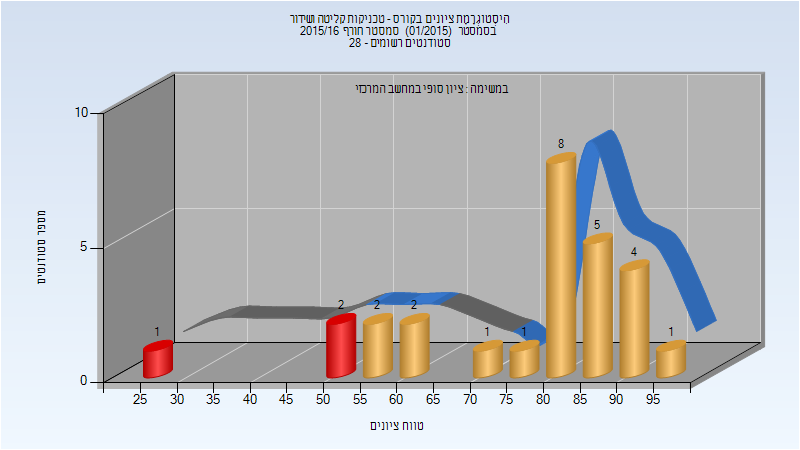 היסטוגרמת ציונים בקורס - טכניקות קליטה ושידור
בסמסטר (01/2015) סמסטר חורף 2015/16
סטודנטים רשומים - 28
במשימה : ציון סופי במחשב המרכזי
מספר סטודנטים
10
5
0
1
2
2
2
1
1
8
5
4
1
25 30 35 40 45 50 55 60 65 70 75 80 85 90 95
טווח ציונים